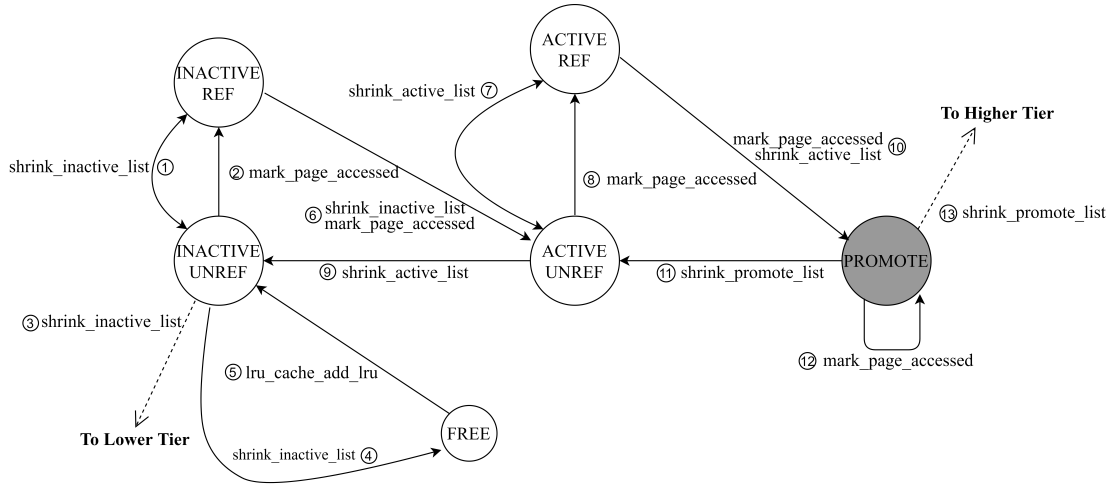 ACTIVE
REF
INACTIVE
REF
shrink_active_list ⑦
To Higher Tier
mark_page_accessed
shrink_active_list ⑩
shrink_inactive_list ①
② mark_page_accessed
⑧ mark_page_accessed
⑥ shrink_inactive_list
mark_page_accessed
⑬ shrink_promote_list
INACTIVE
UNREF
ACTIVE
UNREF
PROMOTE
⑨ shrink_active_list
⑪ shrink_promote_list
③ shrink_inactive_list
⑫ mark_page_accessed
⑤ lru_cache_add_lru
To Lower Tier
FREE
shrink_inactive_list ④